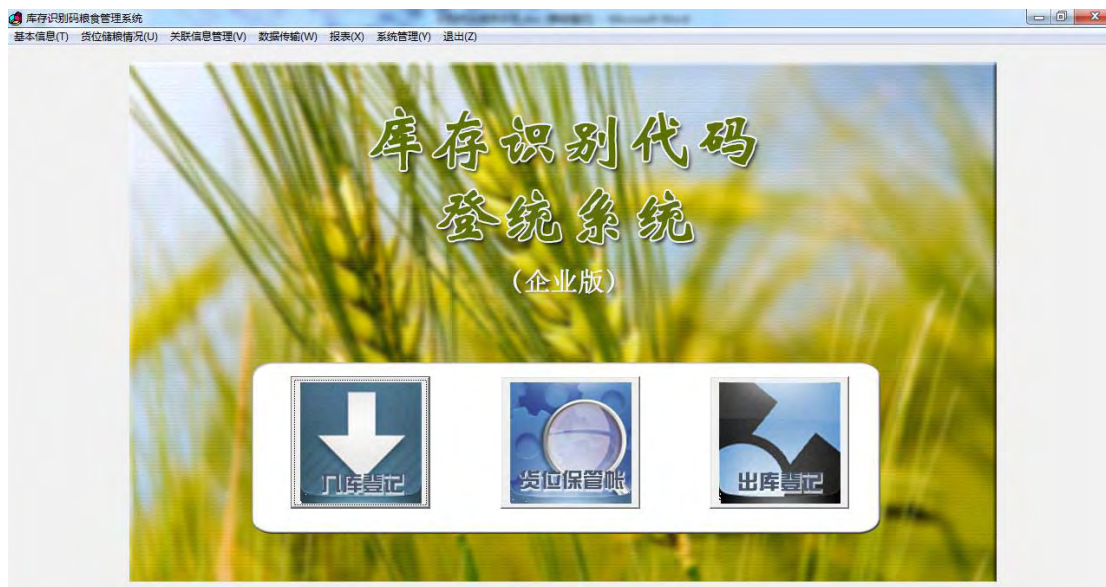 库存识别码粮食管理系统
基本信息(T) 货位储粮情况(U) 关联信息管理(V) 数据传输(W) 报表(X) 系统管理(Y) 退出(Z)
库存识别代码
登统系统
(企业版)
入库登记 货位保管帐 出库登记